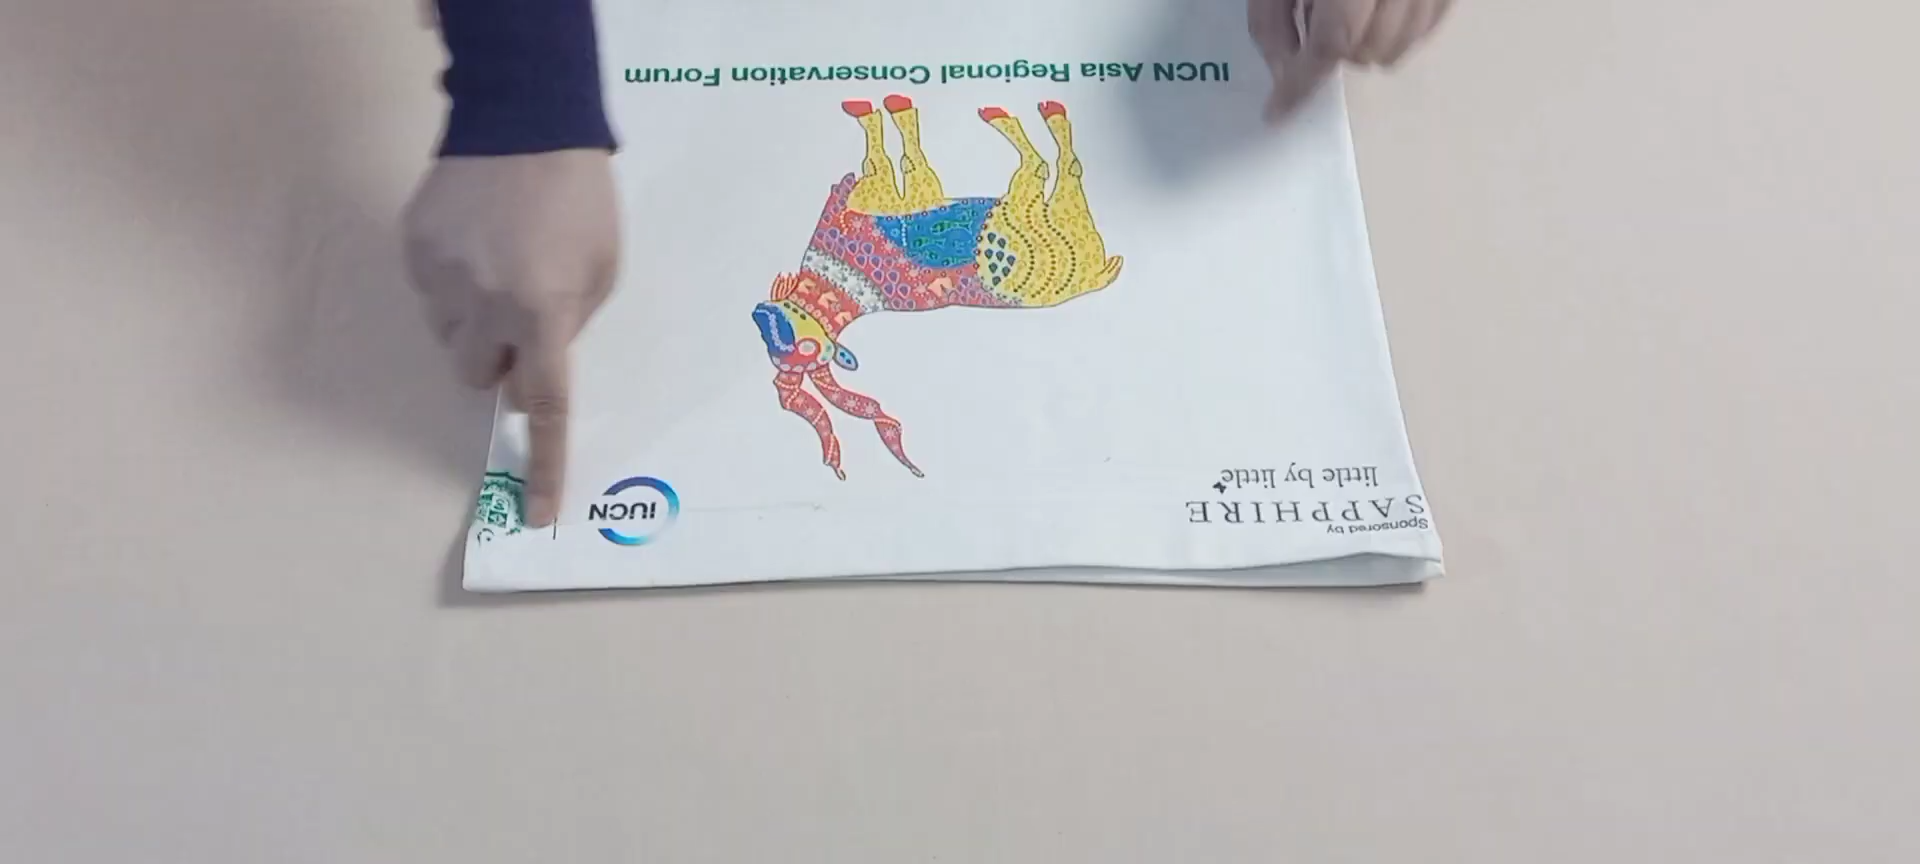 Sponsored by
SAPPHIRE
little by little
IUCN
IUCN Asia Regional Conservation Forum